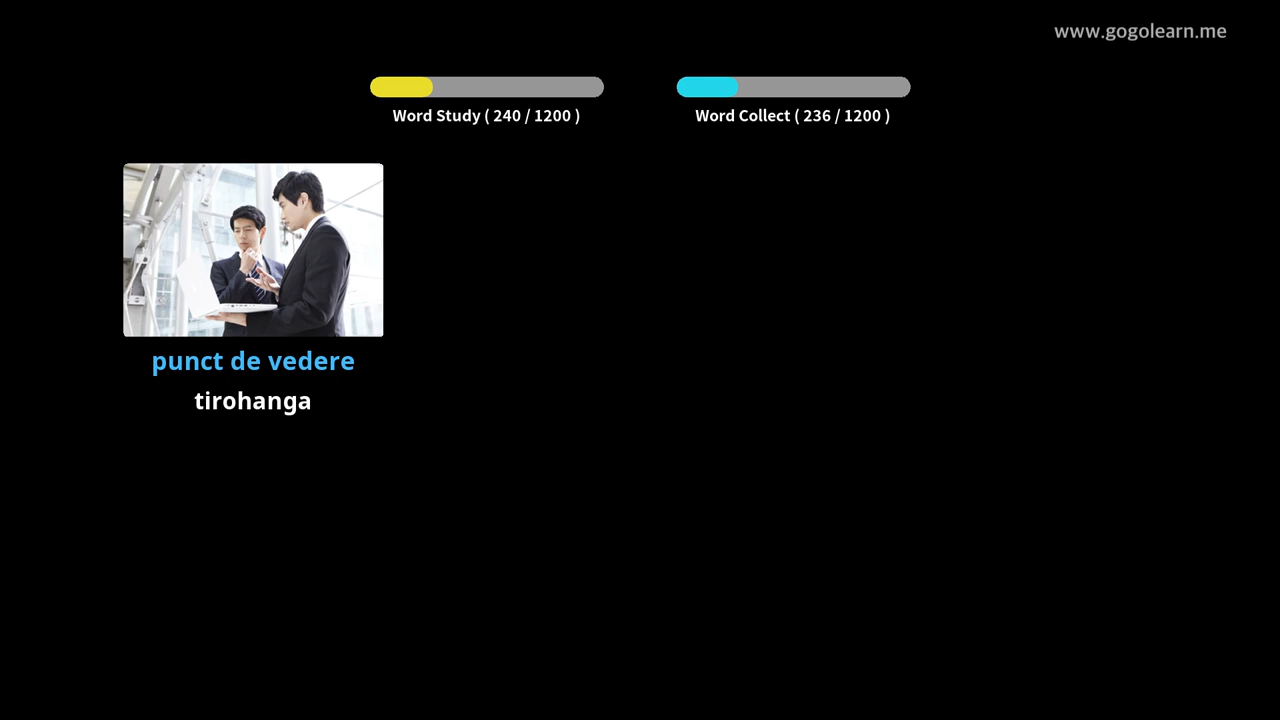 www.gogolearn.me
Word Study ( 240 / 1200 )
Word Collect ( 236 / 1200 )
punct de vedere
tirohanga